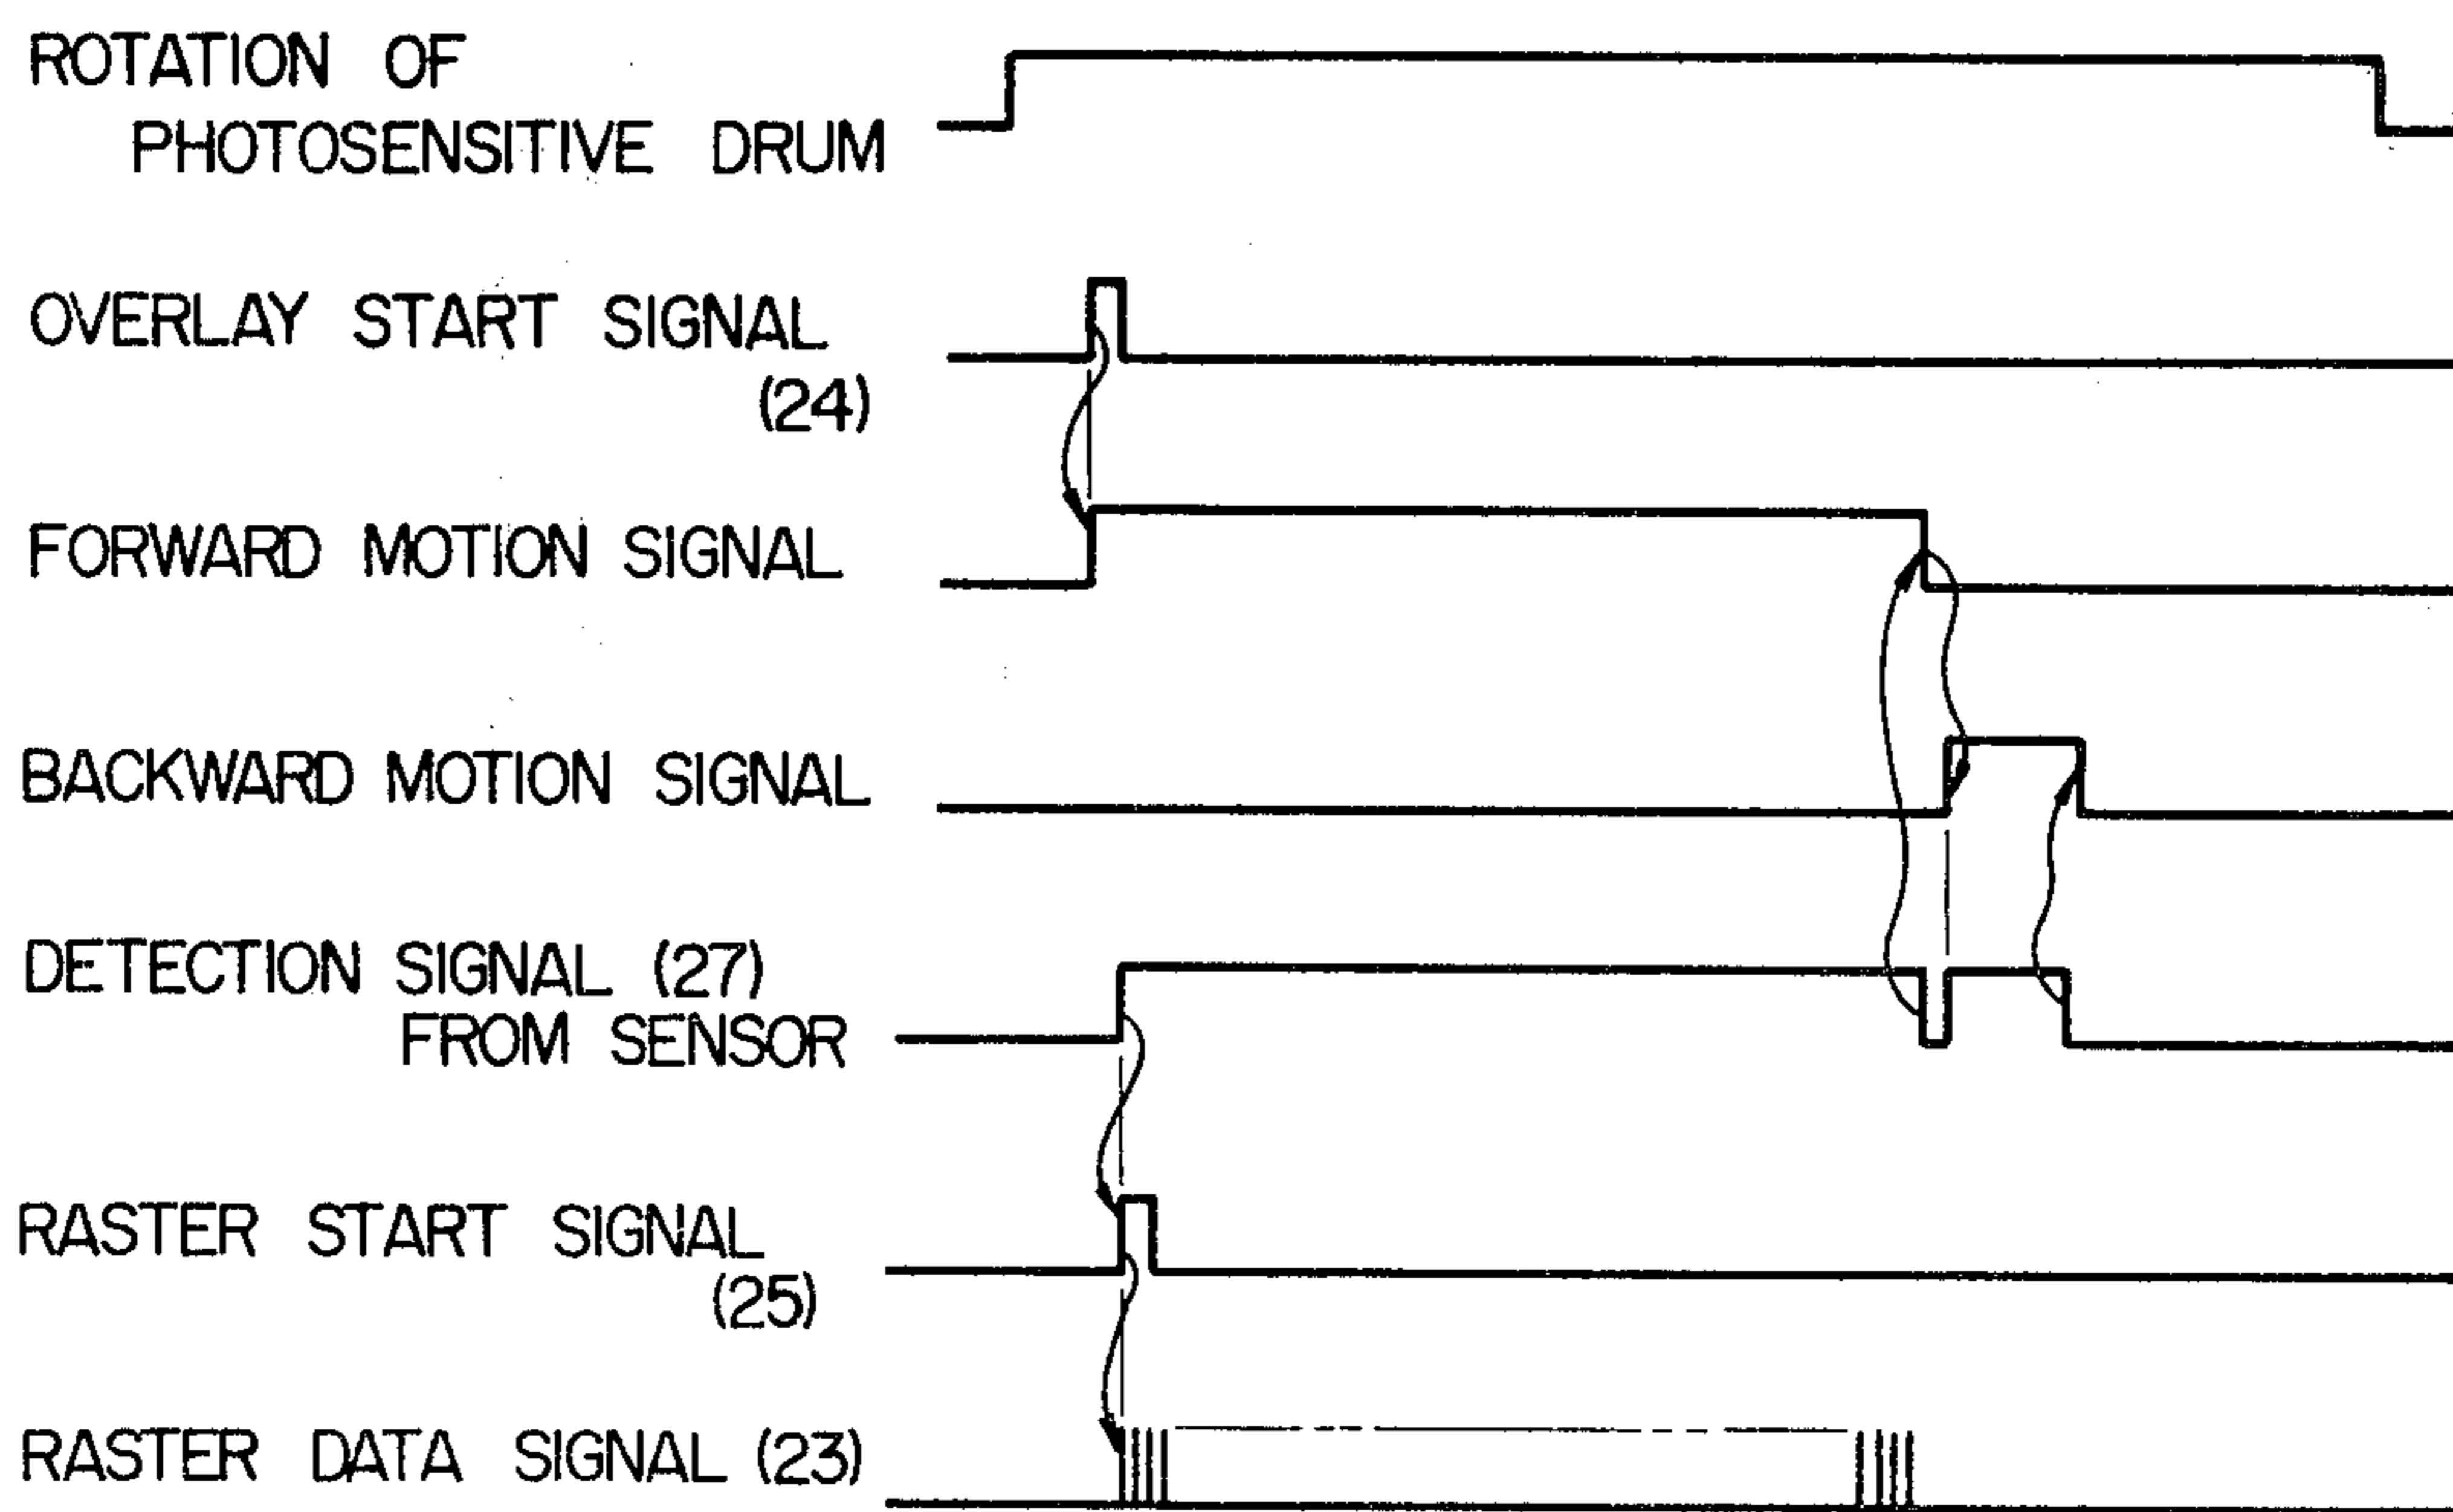 ROTATION OF
PHOTOSENSITIVE DRUM
OVERLAY START SIGNAL
(24)
FORWARD MOTION SIGNAL
BACKWARD MOTION SIGNAL
DETECTION SIGNAL (27)
FROM SENSOR
RASTER START SIGNAL
(25)
RASTER DATA SIGNAL (23)